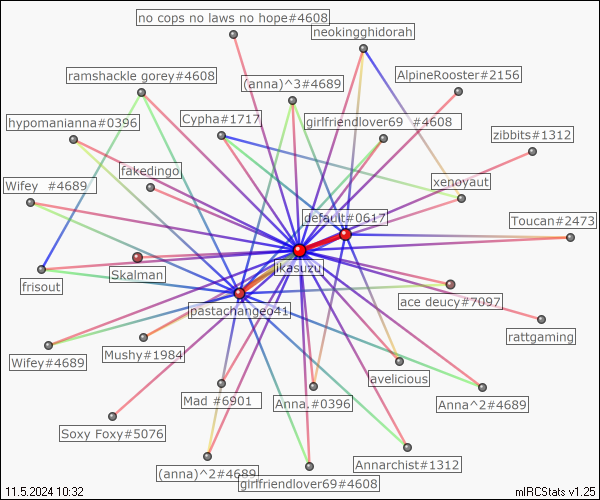 no cops no laws no hope#4608
neokingghidorah
ramshackle gorey#4608
(anna)^3#4689
AlpineRooster#2156
hypomanianna#0396
Cypha#1717
girlfriendlover69 #4608
zibbits#1312
fakedingo
Wifey #4689
xenoyaut
default#0617
Toucan#2473
ikasuzu
Skalman
frisout
ace deucy#7097
pastachangeo41
rattgaming
Wifey#4689
Mushy#1984
avelicious
Mad #6901
Anna.#0396
Anna^2#4689
Soxy Foxy#5076
(anna)^2#4689
Annarchist#1312
girlfriendlover69#4608
11.5.2024 10:32
mIRCStats v1.25